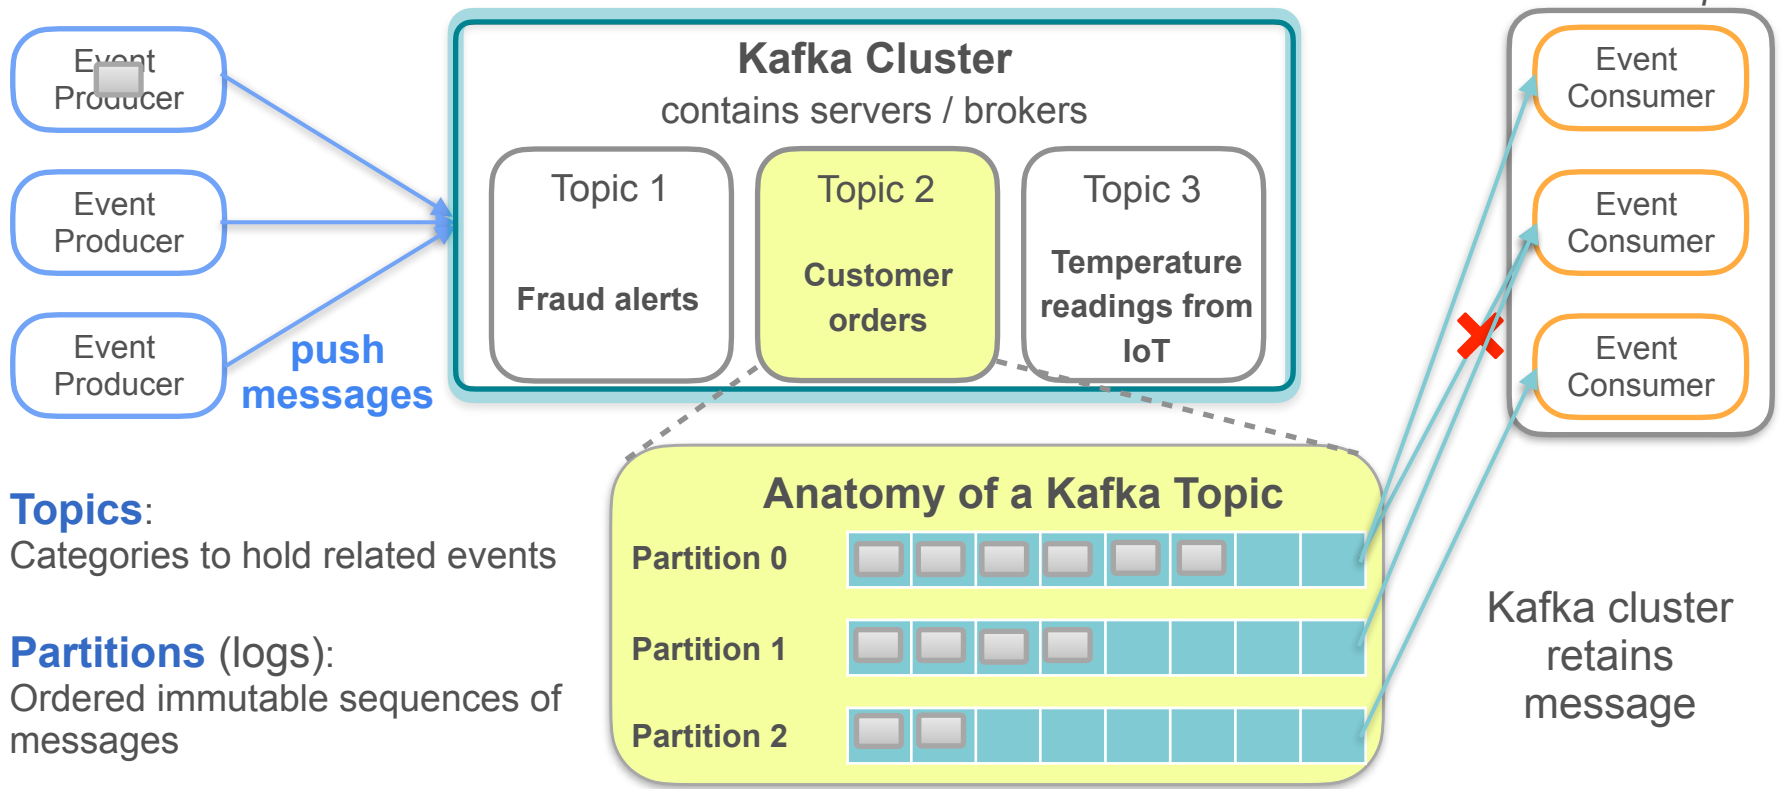 Event
Producer
Event
Producer
Event
Producer
push
messages
Kafka Cluster
contains servers / brokers
Topic 1
Fraud alerts
Topic 2
Customer
orders
Topic 3
Temperature
readings from
IoT
Event
Consumer
Event
Consumer
Event
Consumer
Topics:
Categories to hold related events
Partitions (logs):
Ordered immutable sequences of
messages
Anatomy of a Kafka Topic
Partition 0
Partition 1
Partition 2
Kafka cluster
retains
message